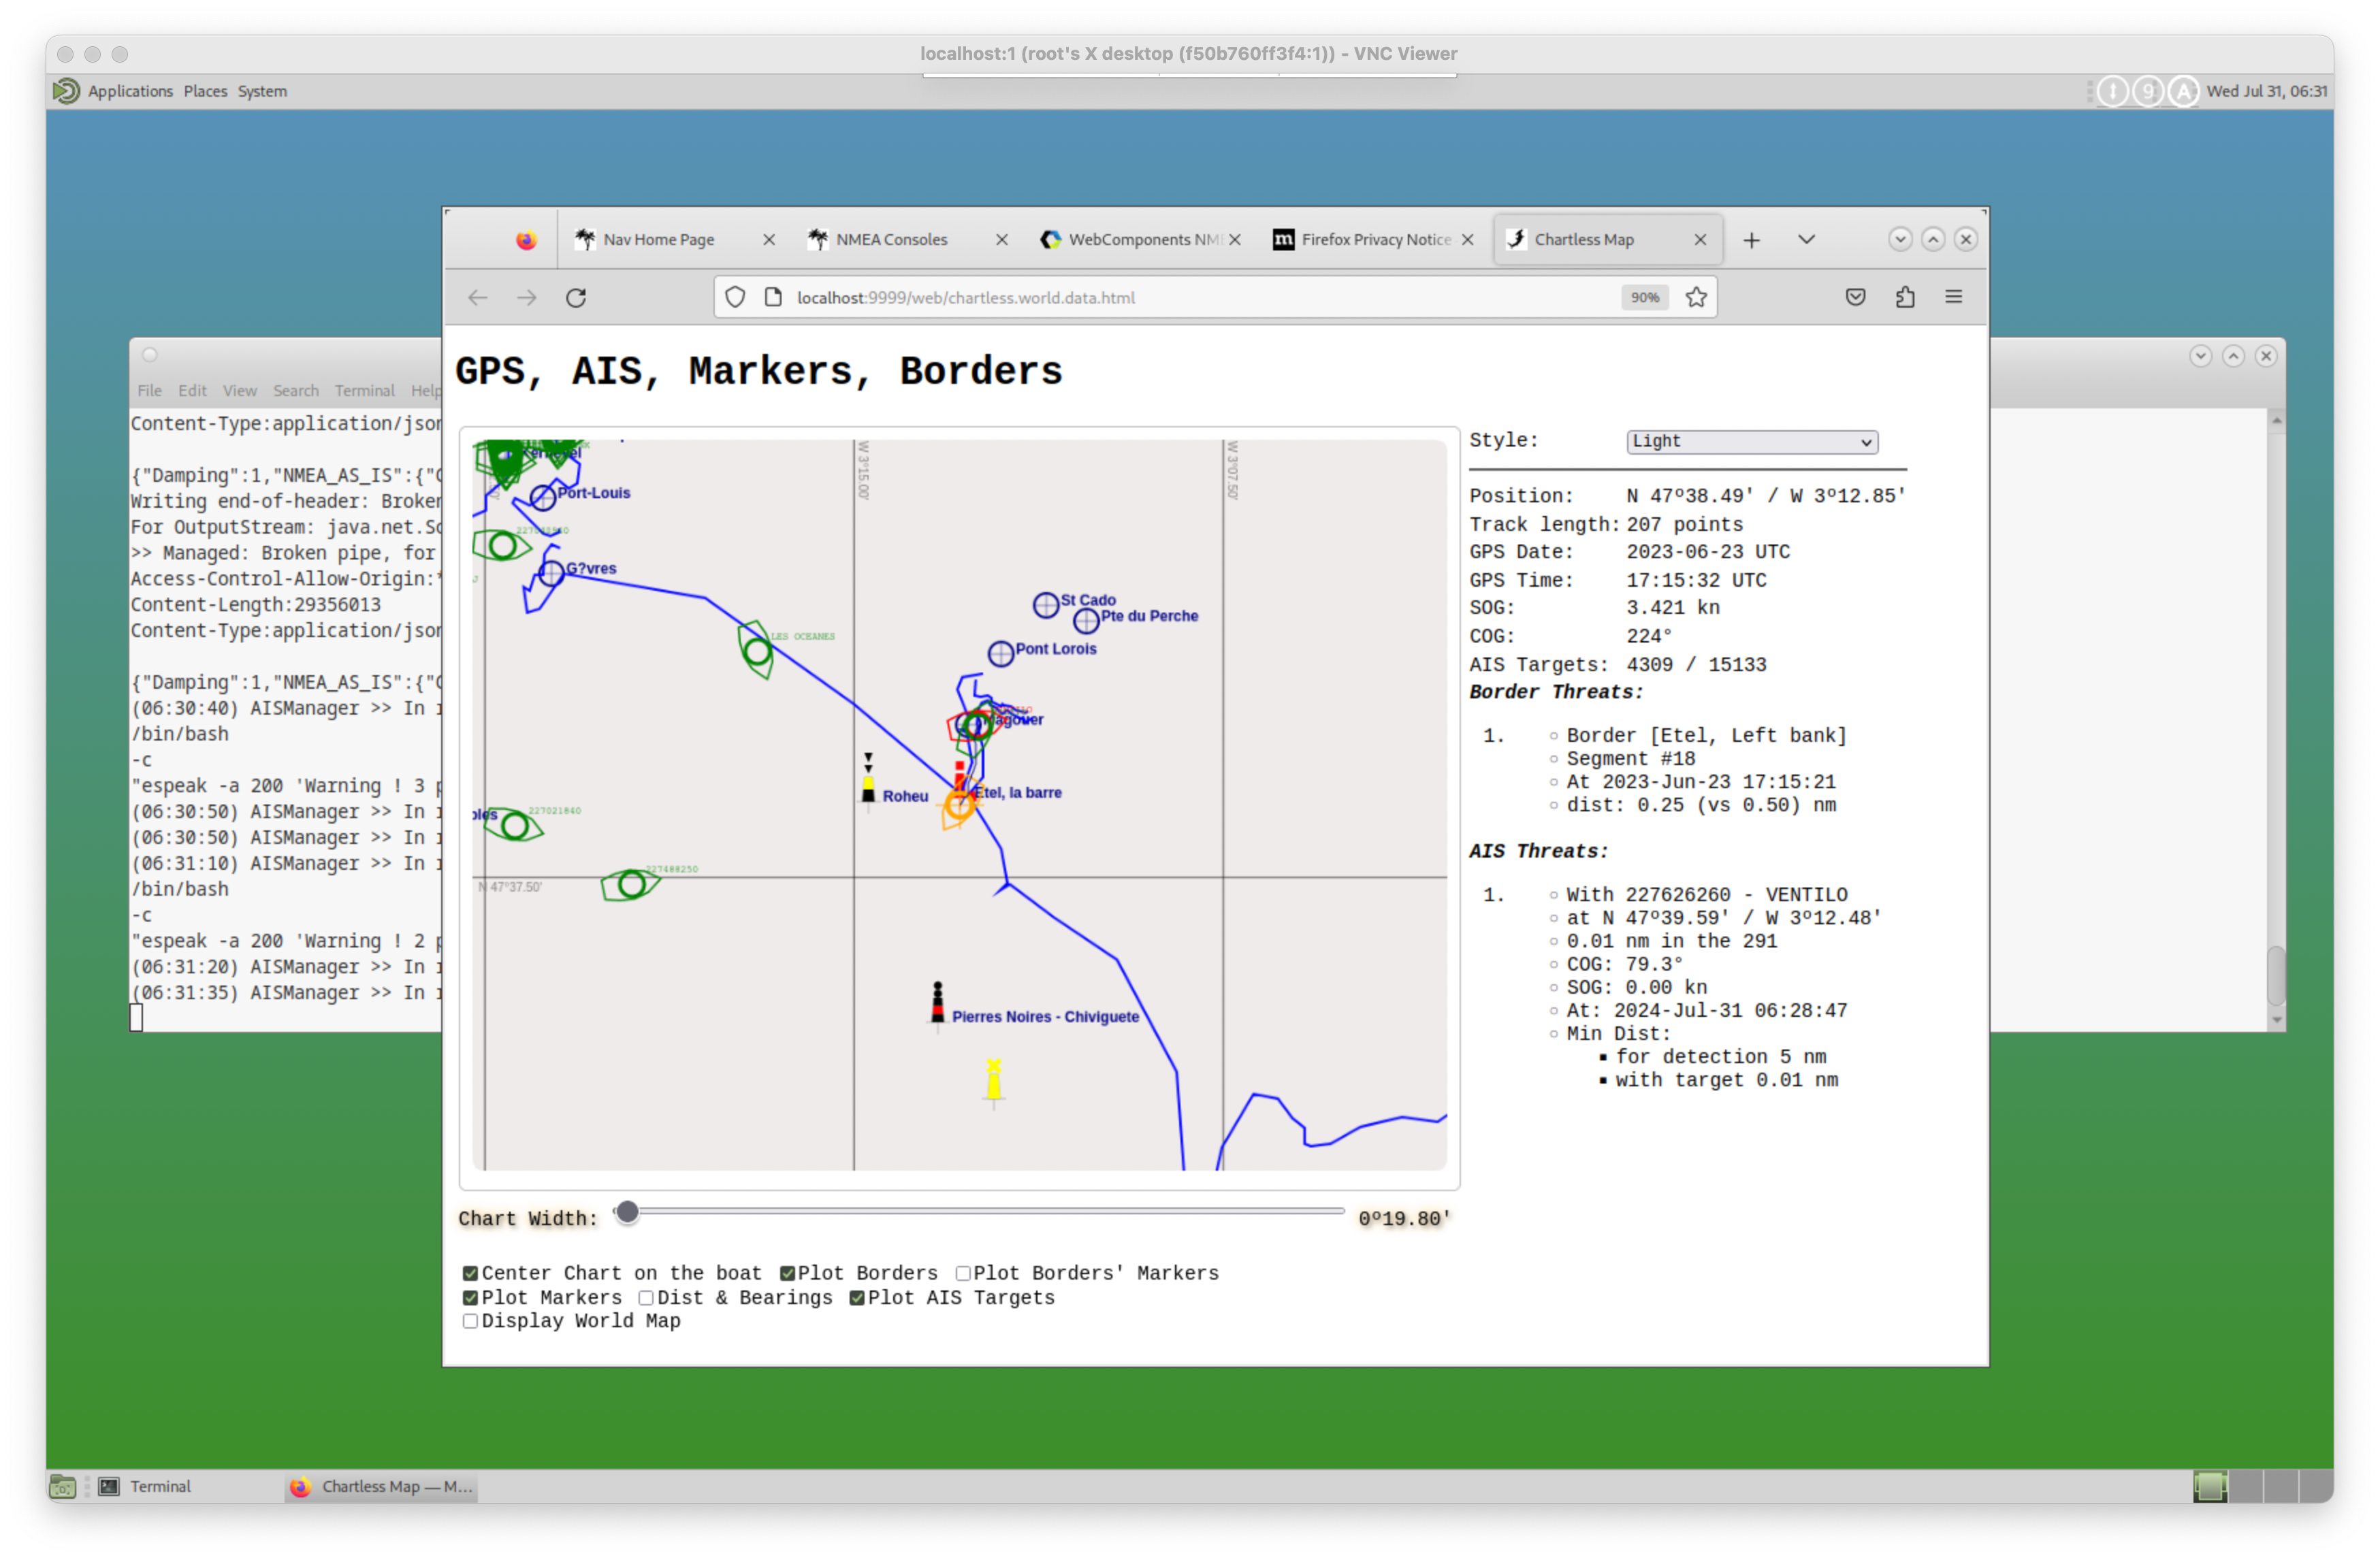 localhost:1 (root's X desktop (f50b760ff3f4:1)) - VNC Viewer
Applications Places System
9 A Wed Jul 31, 06:31
Nav Home Page
NMEA Consoles
WebComponents NM
Firefox Privacy Notice
Chartless Map
localhost:9999/web/chartless.world.data.html
90%
File Edit View Search Terminal Help
Content-Type:application/jsor
{"Damping":1,"NMEA_AS_IS":{"
Writing end-of-header: Broker
For OutputStream: java.net.Sc
>> Managed: Broken pipe, for
Access-Control-Allow-Origin:*
Content-Length:29356013
Content-Type:application/jsor
{"Damping":1,"NMEA_AS_IS":{"
(06:30:40) AISManager >> In
/bin/bash
-c
"espeak -a 200 'Warning ! 3
(06:30:50) AISManager >> In
(06:30:50) AISManager >> In
(06:31:10) AISManager >> In
/bin/bash
-c
"espeak -a 200 'Warning ! 2
(06:31:20) AISManager >> In
(06:31:35) AISManager >> In
GPS, AIS, Markers, Borders
W 3°15.00'
W 3°07.50'
Port-Louis
G?vres
LES OCEANES
St Cado
Pte du Perche
Pont Lorois
Magouer
Roheu
Etel, la barre
227021840
227488250
N 47°37.50'
Pierres Noires - Chiviguete
Style: Light
Position: N 47º38.49' / W 3º12.85'
Track length: 207 points
GPS Date: 2023-06-23 UTC
GPS Time: 17:15:32 UTC
SOG: 3.421 kn
COG: 224°
AIS Targets: 4309 / 15133
Border Threats:
1. Border [Etel, Left bank]
Segment #18
At 2023-Jun-23 17:15:21
dist: 0.25 (vs 0.50) nm
AIS Threats:
1. With 227626260 - VENTILO
at N 47º39.59' / W 3º12.48'
0.01 nm in the 291
COG: 79.3°
SOG: 0.00 kn
At: 2024-Jul-31 06:28:47
Min Dist:
for detection 5 nm
with target 0.01 nm
Chart Width: 0º19.80'
Center Chart on the boat Plot Borders Plot Borders' Markers
Plot Markers Dist & Bearings Plot AIS Targets
Display World Map
Terminal
Chartless Map — M...